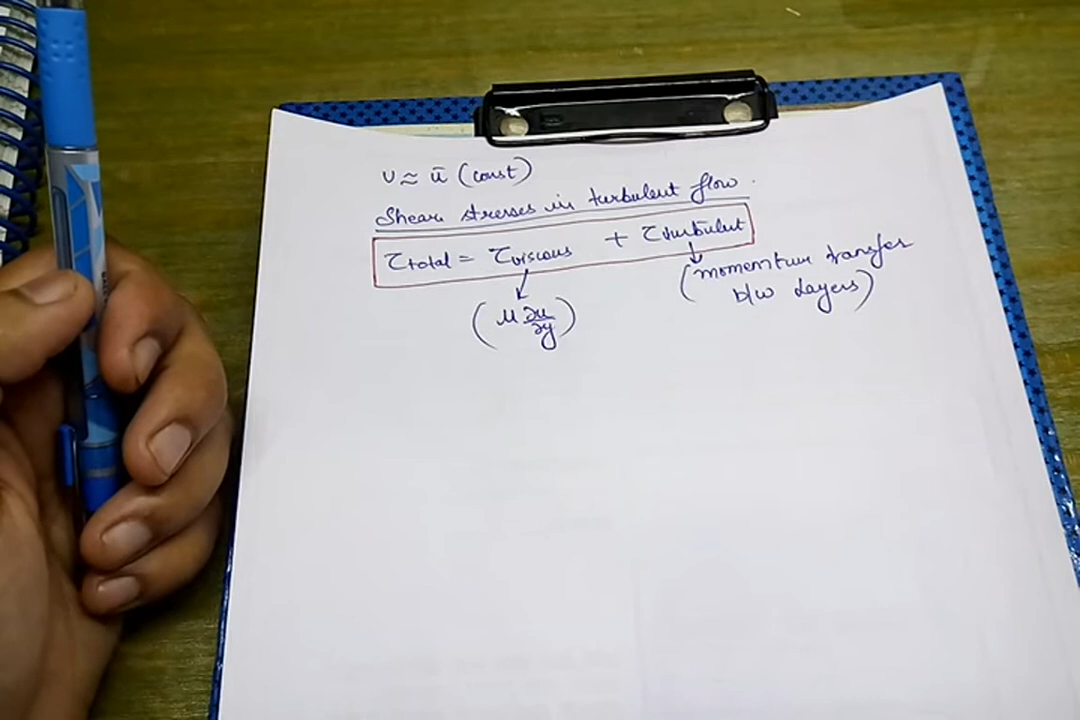 υ ≈ ū (const)
Shear stresses in turbulent flow.
τtotal = τviscous + τturbulent
(momentum transfer
b/w layers)
(μ ∂u/∂y)